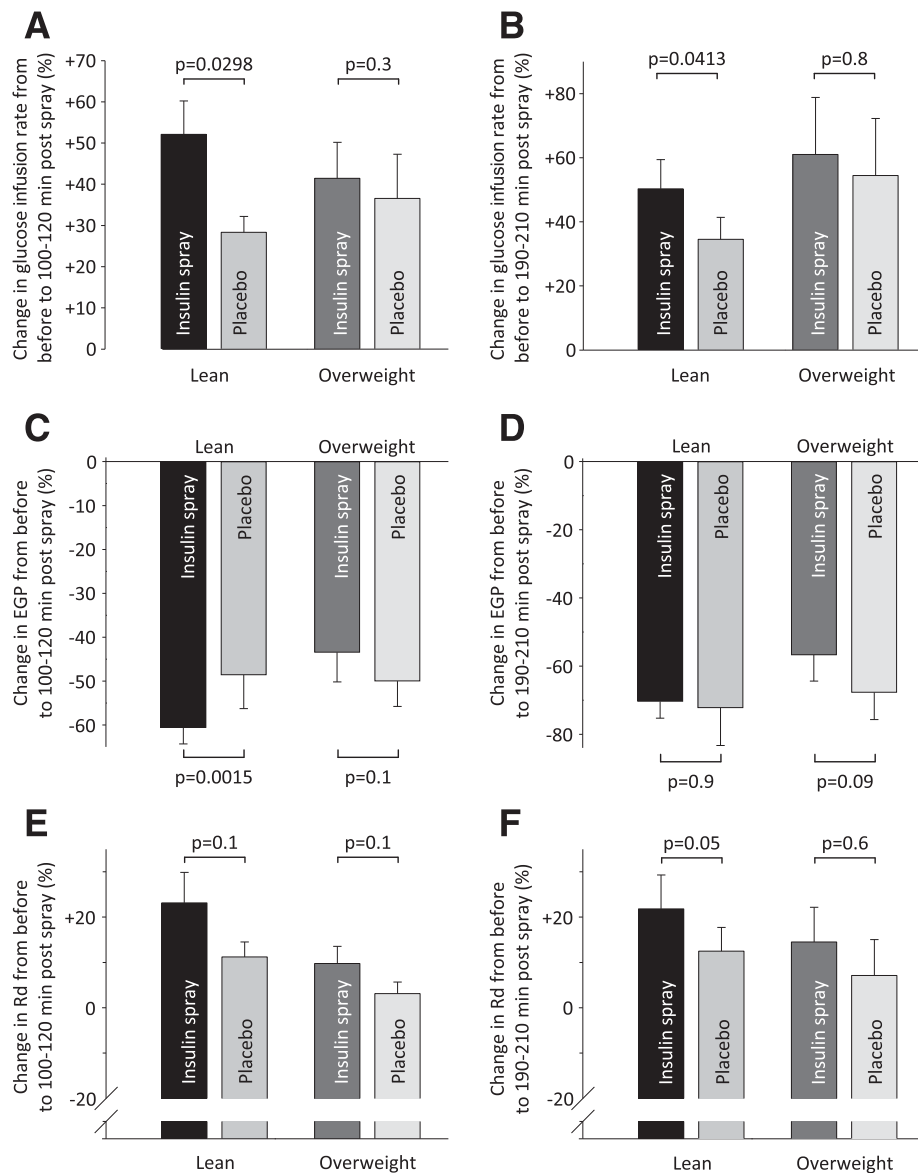 A
Change in glucose infusion rate from
before to 100-120 min post spray (%)
+70
+60
+50
+40
+30
+20
+10
0
p=0.0298
p=0.3
Insulin spray
Placebo
Insulin spray
Placebo
Lean
Overweight
B
Change in glucose infusion rate from
before to 190-210 min post spray (%)
+80
+60
+40
+20
0
p=0.0413
p=0.8
Insulin spray
Placebo
Insulin spray
Placebo
Lean
Overweight
C
Change in EGP from before
to 100-120 min post spray (%)
Lean
Overweight
0
-10
-20
-30
-40
-50
-60
Insulin spray
Placebo
Insulin spray
Placebo
p=0.0015
p=0.1
D
Change in EGP from before
to 190-210 min post spray (%)
Lean
Overweight
0
-20
-40
-60
-80
Insulin spray
Placebo
Insulin spray
Placebo
p=0.9
p=0.09
E
Change in Rd from before
to 100-120 min post spray (%)
p=0.1
p=0.1
+20
0
-20
Insulin spray
Placebo
Insulin spray
Placebo
Lean
Overweight
F
Change in Rd from before
to 190-210 min post spray (%)
p=0.05
p=0.6
+20
0
-20
Insulin spray
Placebo
Insulin spray
Placebo
Lean
Overweight